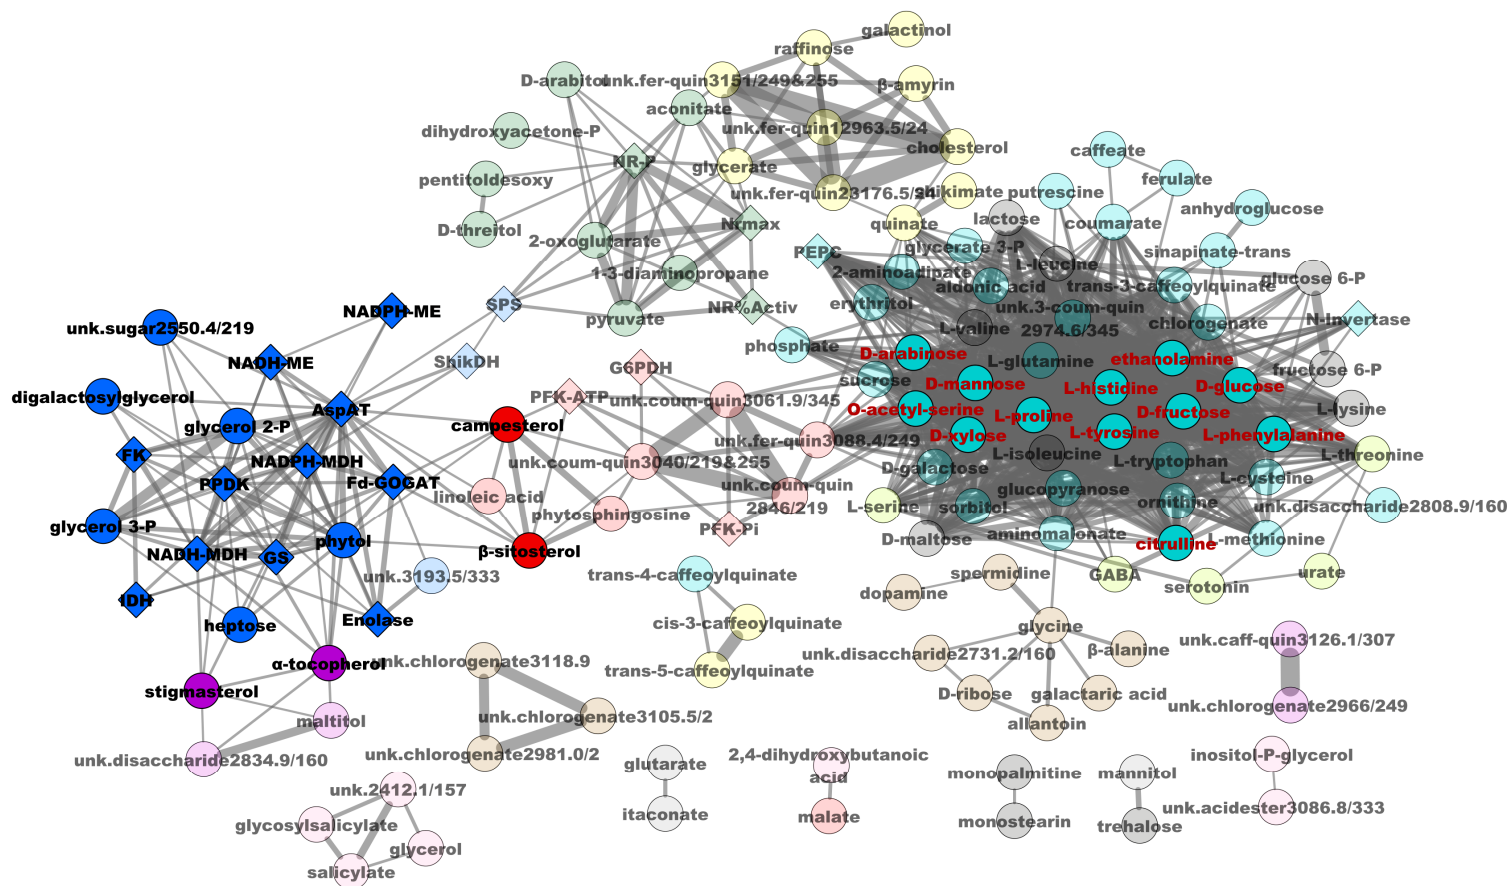 galactinol
raffinose
D-arabitol
unk.fer-quin3151/249&255
β-amyrin
aconitate
dihydroxyacetone-P
unk.fer-quin12963.5/24
cholesterol
caffeate
NR-P
glycerate
pentitoldesoxy
ferulate
unk.fer-quin23176.5/24
shikimate
putrescine
anhydroglucose
lactose
D-threitol
Nrmax
quinate
coumarate
2-oxoglutarate
PEPC
glycerate 3-P
sinapinate-trans
L-leucine
1-3-diaminopropane
2-aminoadipate
aldonic acid
trans-3-caffeoylquinate
glucose 6-P
SPS
NR%Activ
erythritol
unk.3-coum-quin
2974.6/345
NADPH-ME
pyruvate
L-valine
chlorogenate
N-invertase
unk.sugar2550.4/219
phosphate
D-arabinose
L-glutamine
ethanolamine
NADH-ME
ShikDH
G6PDH
fructose 6-P
sucrose
D-mannose
L-histidine
D-glucose
digalactosylglycerol
AspAT
PFK-ATP
unk.coum-quin3061.9/345
O-acetyl-serine
L-proline
D-fructose
L-lysine
glycerol 2-P
campesterol
unk.fer-quin3088.4/249
D-xylose
L-tyrosine
L-phenylalanine
FK
NADPH-MDH
unk.coum-quin3040/219&255
L-isoleucine
L-tryptophan
L-threonine
PPDK
Fd-GOGAT
D-galactose
L-cysteine
linoleic acid
unk.coum-quin
2846/219
glucopyranose
L-serine
sorbitol
ornithine
unk.disaccharide2808.9/160
glycerol 3-P
phytosphingosine
PFK-Pi
D-maltose
aminomalonate
L-methionine
phytol
citrulline
NADH-MDH
GS
β-sitosterol
unk.3193.5/333
trans-4-caffeoylquinate
spermidine
GABA
serotonin
urate
dopamine
IDH
heptose
Enolase
cis-3-caffeoylquinate
glycine
unk.caff-quin3126.1/307
α-tocopherol
unk.chlorogenate3118.9
trans-5-caffeoylquinate
unk.disaccharide2731.2/160
β-alanine
stigmasterol
D-ribose
galactaric acid
unk.chlorogenate2966/249
maltitol
unk.chlorogenate3105.5/2
allantoin
unk.disaccharide2834.9/160
unk.chlorogenate2981.0/2
glutarate
2,4-dihydroxybutanoic
acid
monopalmitine
mannitol
inositol-P-glycerol
unk.2412.1/157
itaconate
malate
monostearin
trehalose
unk.acidester3086.8/333
glycosylsalicylate
glycerol
salicylate